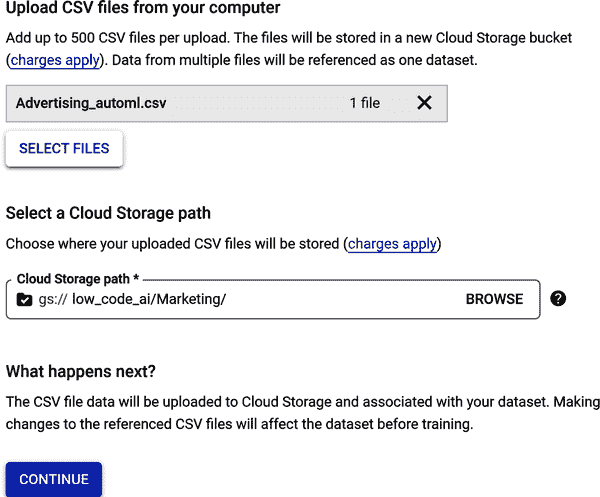 Upload CSV files from your computer
Add up to 500 CSV files per upload. The files will be stored in a new Cloud Storage bucket
(charges apply). Data from multiple files will be referenced as one dataset.
Advertising_automl.csv 1 file
SELECT FILES
Select a Cloud Storage path
Choose where your uploaded CSV files will be stored (charges apply)
Cloud Storage path *
gs:// low_code_ai/Marketing/ BROWSE
What happens next?
The CSV file data will be uploaded to Cloud Storage and associated with your dataset. Making
changes to the referenced CSV files will affect the dataset before training.
CONTINUE